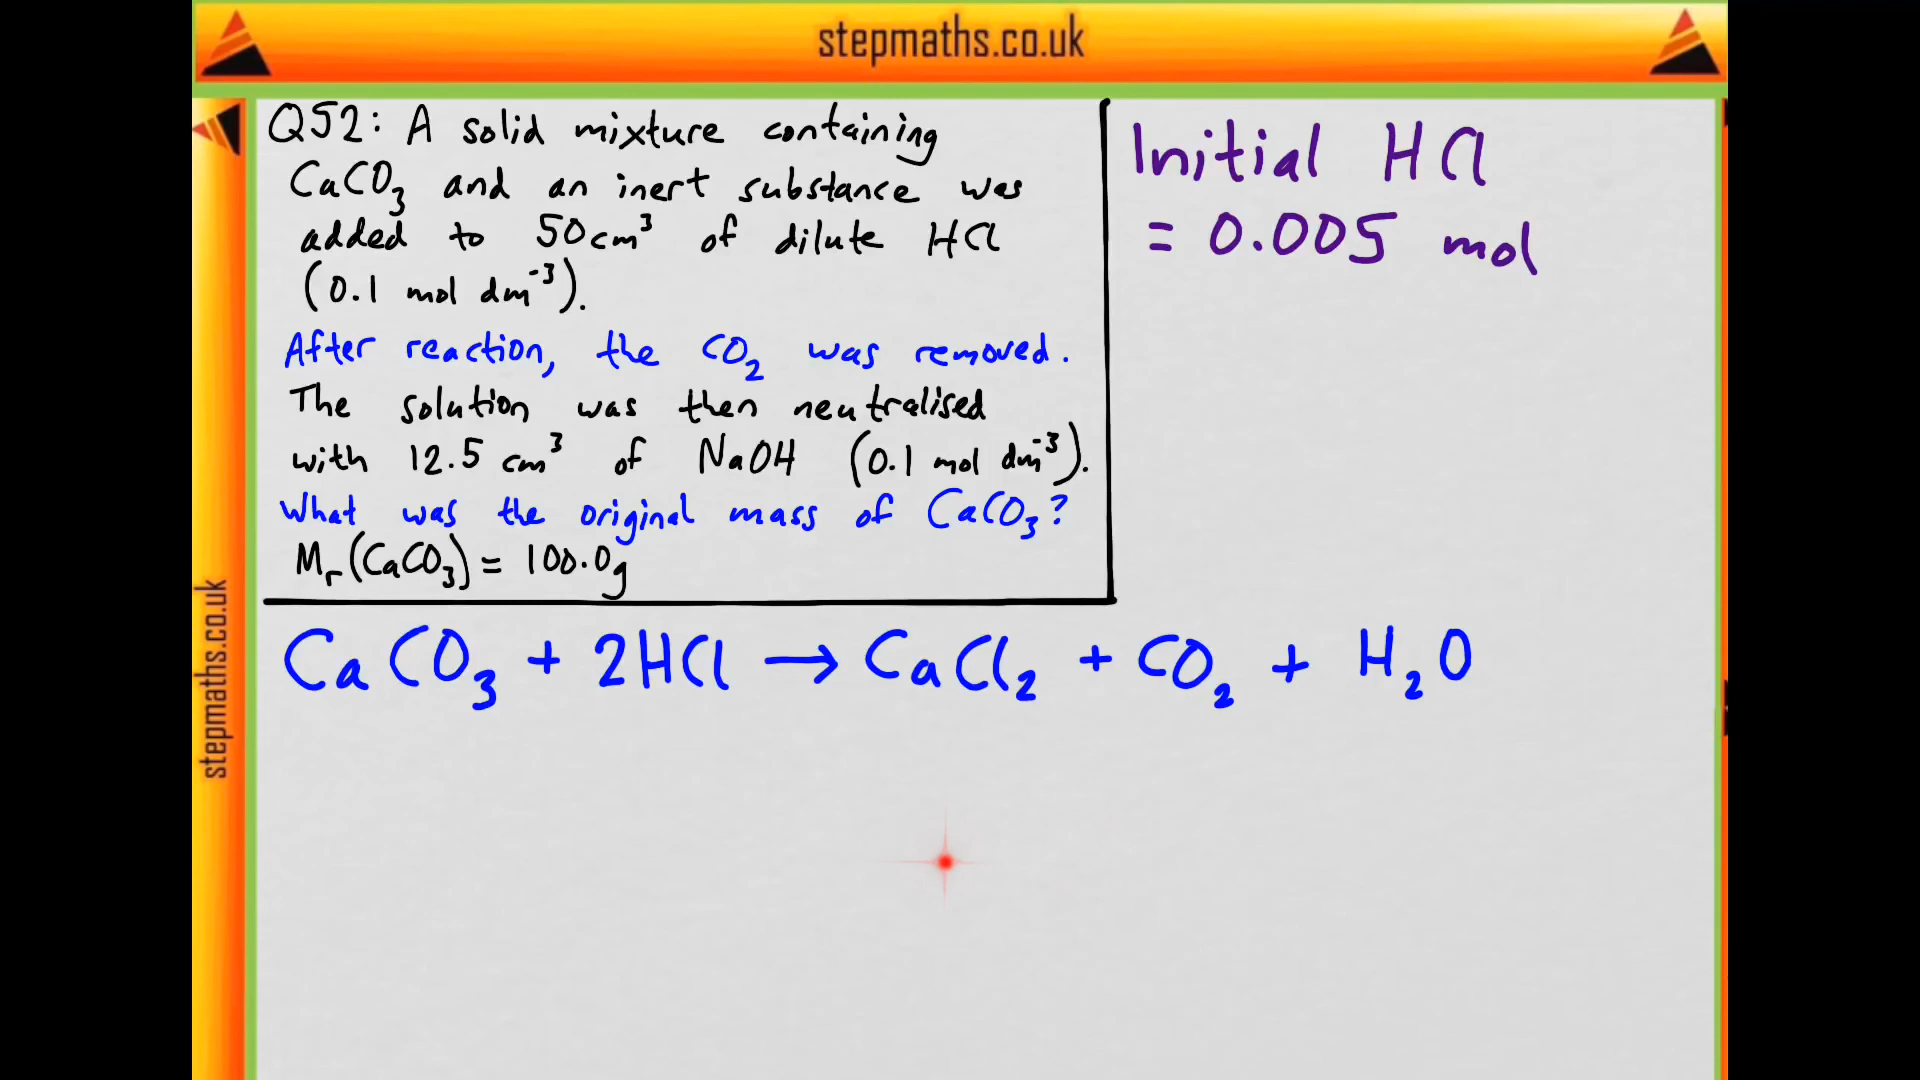 stepmaths.co.uk
Q52: A solid mixture containing
CaCO₃ and an inert substance was
added to 50cm³ of dilute HCl
(0.1 mol dm⁻³).
After reaction, the CO₂ was removed.
The solution was then neutralised
with 12.5 cm³ of NaOH (0.1 mol dm⁻³).
What was the original mass of CaCO₃?
Mᵣ(CaCO₃) = 100.0g
Initial HCl
= 0.005 mol
CaCO₃ + 2HCl → CaCl₂ + CO₂ + H₂O
stepmaths.co.uk